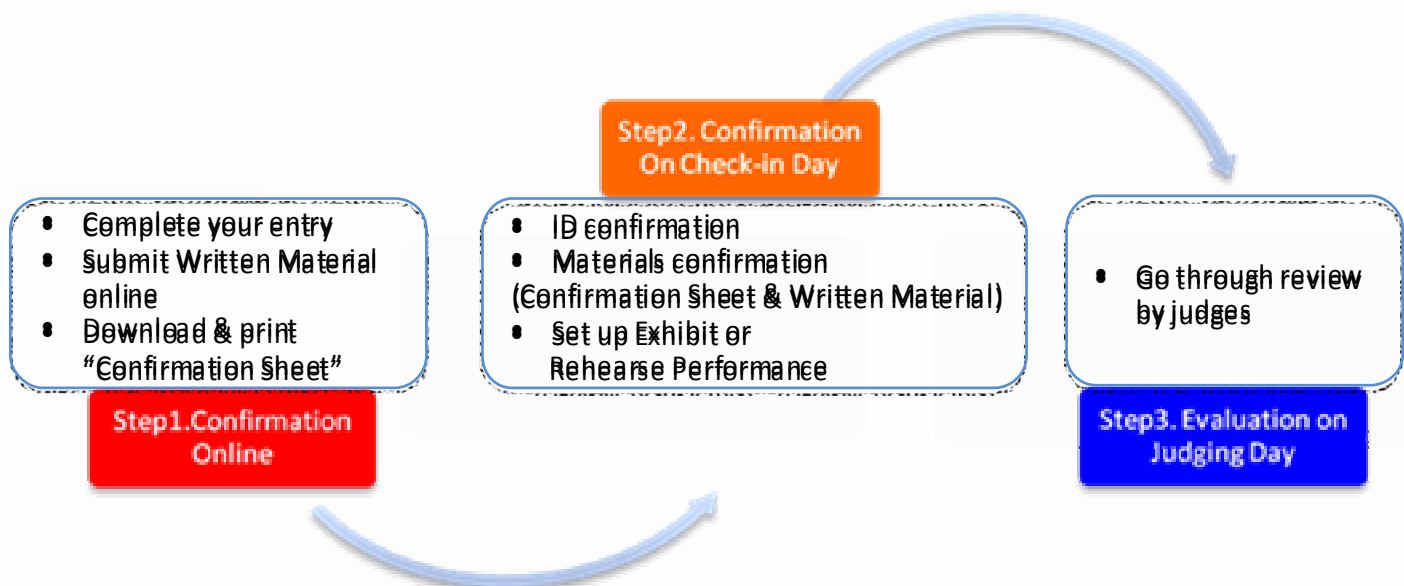 • Complete your entry
• Submit Written Material
online
• Download & print
“Confirmation Sheet”
Step1.Confirmation
Online
Step2. Confirmation
On Check-in Day
• ID confirmation
• Materials confirmation
(Confirmation Sheet & Written Material)
• Set up Exhibit or
Rehearse Performance
• Go through review
by judges
Step3. Evaluation on
Judging Day